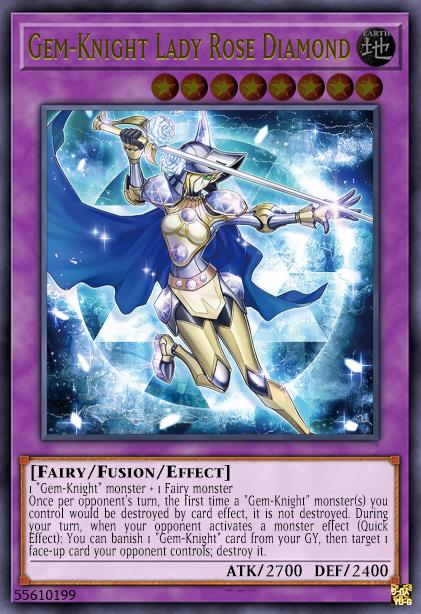 Gem-Knight Lady Rose Diamond
EARTH
地
[Fairy/Fusion/Effect]
1 "Gem-Knight" monster + 1 Fairy monster
Once per opponent's turn, the first time a "Gem-Knight" monster(s) you
control would be destroyed by card effect, it is not destroyed. During
your turn, when your opponent activates a monster effect (Quick
Effect): You can banish 1 "Gem-Knight" card from your GY, then target 1
face-up card your opponent controls; destroy it.
ATK/2700 DEF/2400
55610199